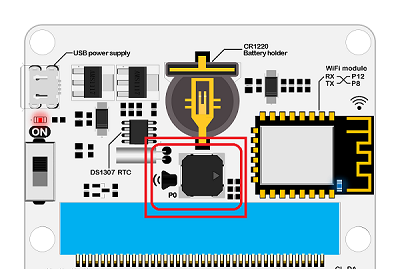 USB power supply
CR1220
Battery holder
WiFi module
RX P12
TX P8
ON
DS1307 RTC
P0